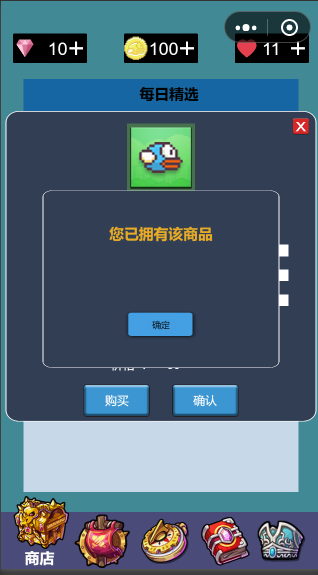 10+
100+
11 +
每日精选
您已拥有该商品
确定
购买
确认
商店